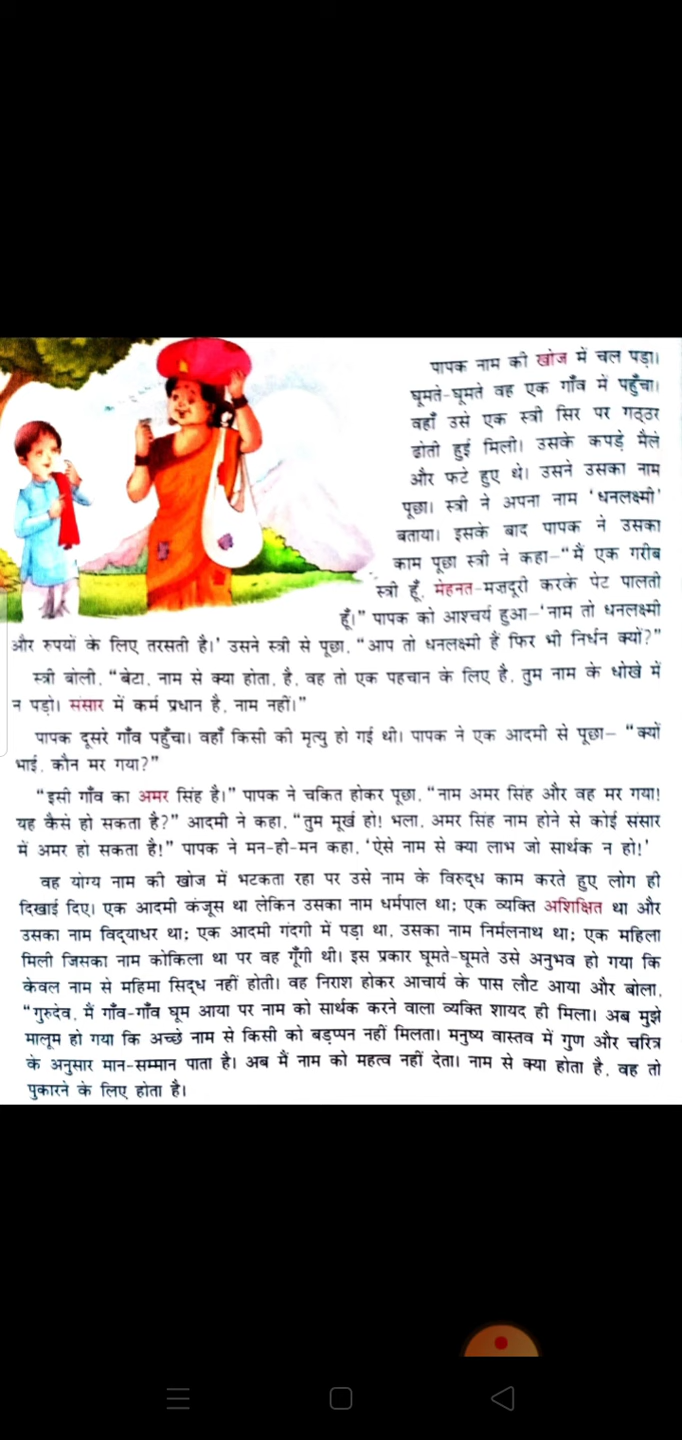 पापक नाम की खोज में चल पड़ा।
घूमते-घूमते वह एक गाँव में पहुँचा।
वहाँ उसे एक स्त्री सिर पर गठ्ठर
ढोती हुई मिली। उसके कपड़े मैले
और फटे हुए थे। उसने उसका नाम
पूछा। स्त्री ने अपना नाम ‘धनलक्ष्मी’
बताया। इसके बाद पापक ने उसका
काम पूछा स्त्री ने कहा–“मैं एक गरीब
स्त्री हूँ, मेहनत-मज़दूरी करके पेट पालती
हूँ।” पापक को आश्चर्य हुआ–‘नाम तो धनलक्ष्मी
और रुपयों के लिए तरसती है।’ उसने स्त्री से पूछा, “आप तो धनलक्ष्मी हैं फिर भी निर्धन क्यों?”
स्त्री बोली, “बेटा, नाम से क्या होता, है, वह तो एक पहचान के लिए है, तुम नाम के धोखे में
न पड़ो। संसार में कर्म प्रधान है, नाम नहीं।”
पापक दूसरे गाँव पहुँचा। वहाँ किसी की मृत्यु हो गई थी। पापक ने एक आदमी से पूछा– “क्यों
भाई, कौन मर गया?”
“इसी गाँव का अमर सिंह है।” पापक ने चकित होकर पूछा, “नाम अमर सिंह और वह मर गया!
यह कैसे हो सकता है?” आदमी ने कहा, “तुम मूर्ख हो! भला, अमर सिंह नाम होने से कोई संसार
में अमर हो सकता है!” पापक ने मन-ही-मन कहा, ‘ऐसे नाम से क्या लाभ जो सार्थक न हो!’
वह योग्य नाम की खोज में भटकता रहा पर उसे नाम के विरुद्ध काम करते हुए लोग ही
दिखाई दिए। एक आदमी कंजूस था लेकिन उसका नाम धर्मपाल था; एक व्यक्ति अशिक्षित था और
उसका नाम विद्याधर था; एक आदमी गंदगी में पड़ा था, उसका नाम निर्मलनाथ था; एक महिला
मिली जिसका नाम कोकिला था पर वह गूँगी थी। इस प्रकार घूमते-घूमते उसे अनुभव हो गया कि
केवल नाम से महिमा सिद्ध नहीं होती। वह निराश होकर आचार्य के पास लौट आया और बोला,
“गुरुदेव, मैं गाँव-गाँव घूम आया पर नाम को सार्थक करने वाला व्यक्ति शायद ही मिला। अब मुझे
मालूम हो गया कि अच्छे नाम से किसी को बड़प्पन नहीं मिलता। मनुष्य वास्तव में गुण और चरित्र
के अनुसार मान-सम्मान पाता है। अब मैं नाम को महत्व नहीं देता। नाम से क्या होता है, वह तो
पुकारने के लिए होता है।